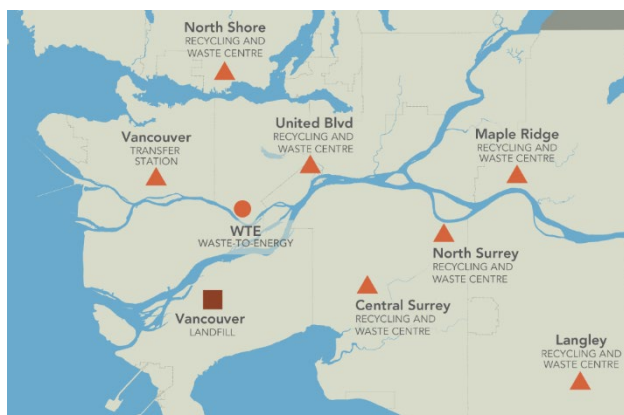 North Shore
RECYCLING AND
WASTE CENTRE
United Blvd
RECYCLING AND
WASTE CENTRE
Vancouver
TRANSFER
STATION
Maple Ridge
RECYCLING AND
WASTE CENTRE
WTE
WASTE-TO-ENERGY
North Surrey
RECYCLING AND
WASTE CENTRE
Central Surrey
RECYCLING AND
WASTE CENTRE
Vancouver
LANDFILL
Langley
RECYCLING AND
WASTE CENTRE